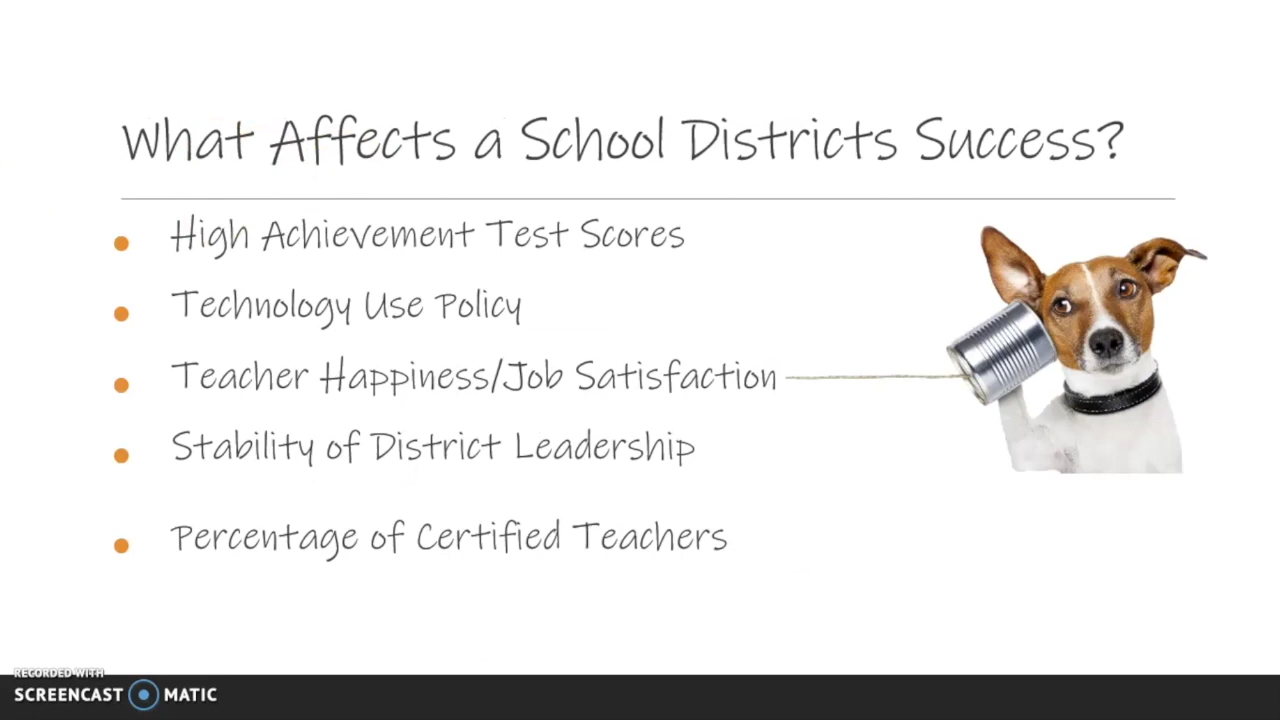 What Affects a School Districts Success?
High Achievement Test Scores
Technology Use Policy
Teacher Happiness/Job Satisfaction
Stability of District Leadership
Percentage of Certified Teachers
RECORDED WITH
SCREENCAST MATIC